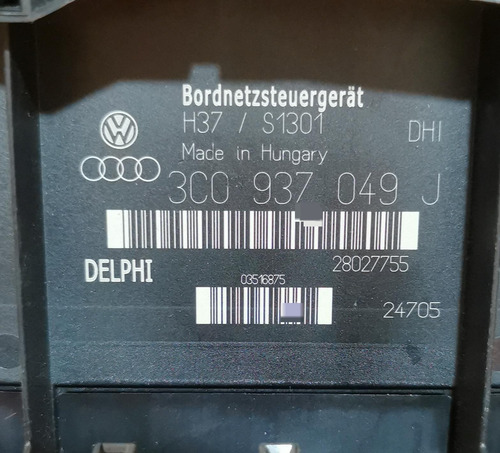 Bordnetzsteuergerät
H37 / S1301 DHI
Made in Hungary
3C0 937 049 J
DELPHI 28027755
03516875
24705